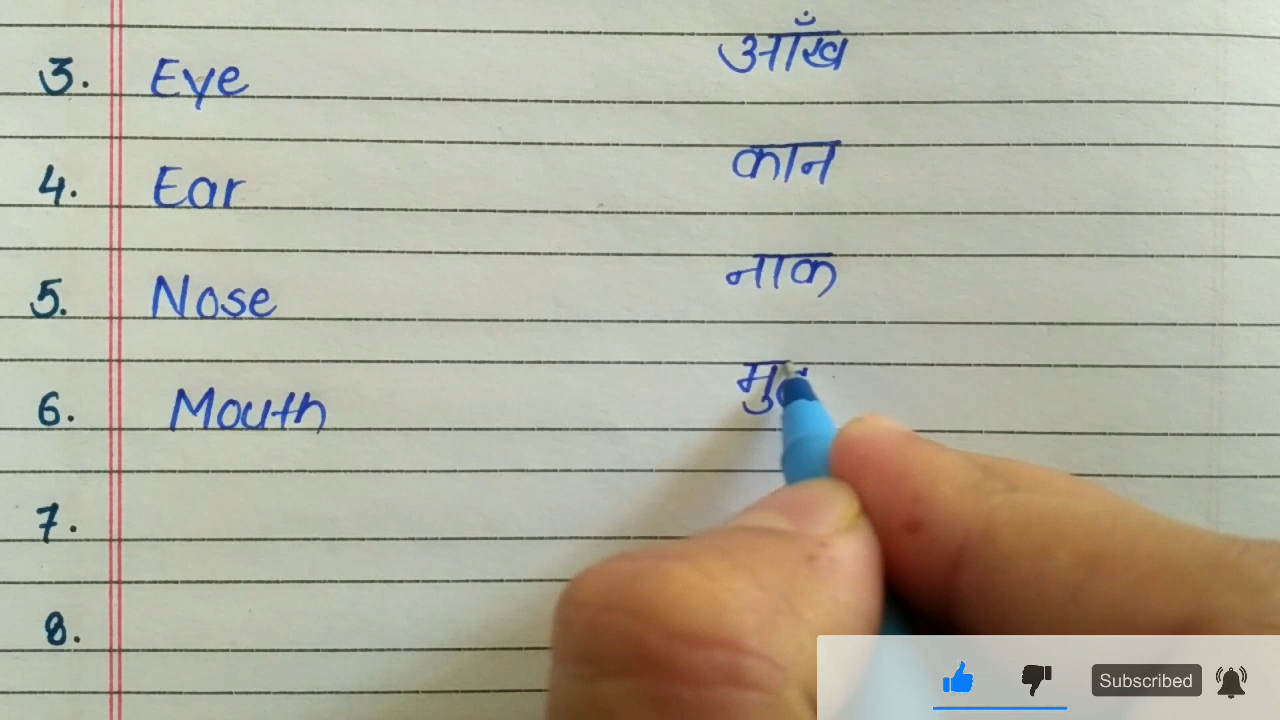 3. Eye आँख
4. Ear कान
5. Nose नाक
6. Mouth
7.
8.
Subscribed